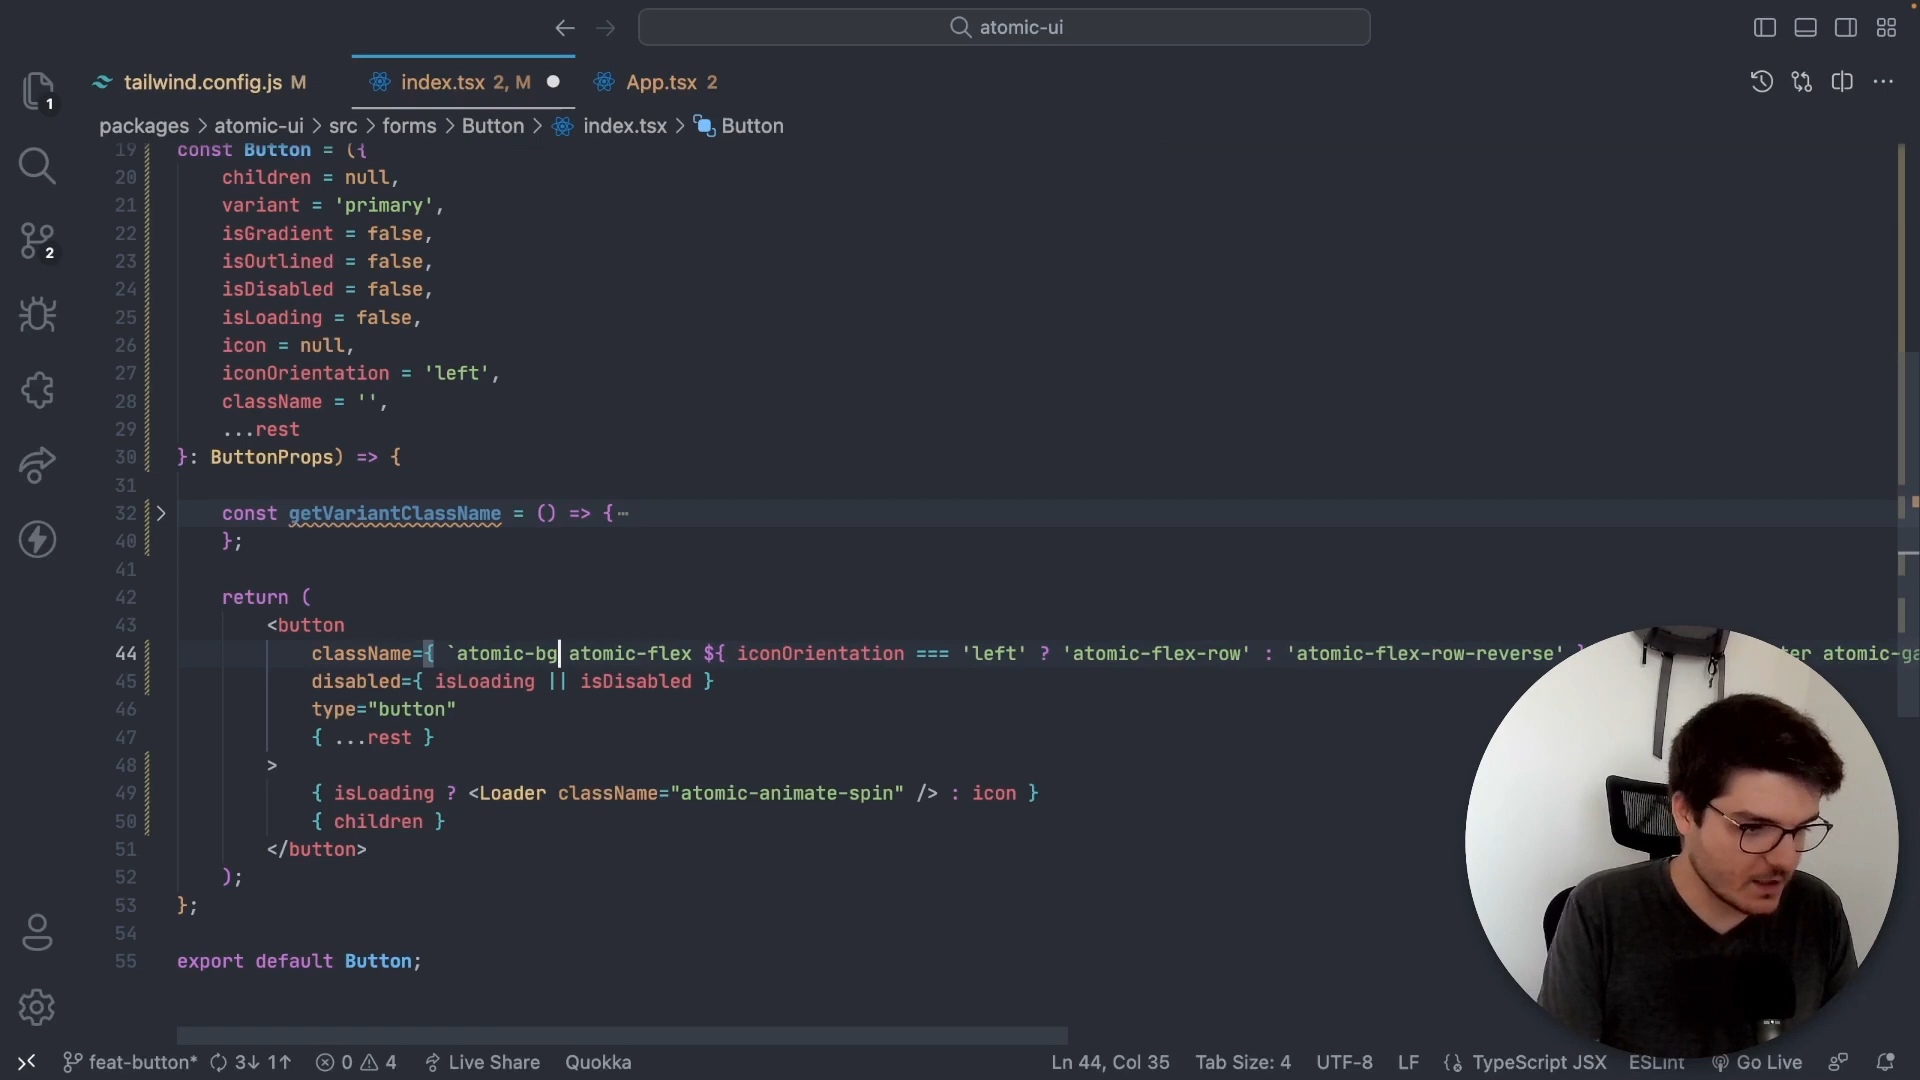 atomic-ui
tailwind.config.js M
index.tsx 2, M
App.tsx 2
1
packages > atomic-ui > src > forms > Button > index.tsx > Button
19 const Button = ({
20 children = null,
21 variant = 'primary',
22 isGradient = false,
23 isOutlined = false,
24 isDisabled = false,
25 isLoading = false,
26 icon = null,
27 iconOrientation = 'left',
28 className = '',
29 ...rest
30 }: ButtonProps) => {
31
32 const getVariantClassName = () => {⋯
40 };
41
42 return (
43 <button
44 className={ `atomic-bg atomic-flex ${ iconOrientation === 'left' ? 'atomic-flex-row' : 'atomic-flex-row-reverse' }
45 disabled={ isLoading || isDisabled }
46 type="button"
47 { ...rest }
48 >
49 { isLoading ? <Loader className="atomic-animate-spin" /> : icon }
50 { children }
51 </button>
52 );
53 };
54
55 export default Button;
2
feat-button* 3↓ 1↑ 0 4 Live Share Quokka
Ln 44, Col 35 Tab Size: 4 UTF-8 LF {} TypeScript JSX ESLint Go Live